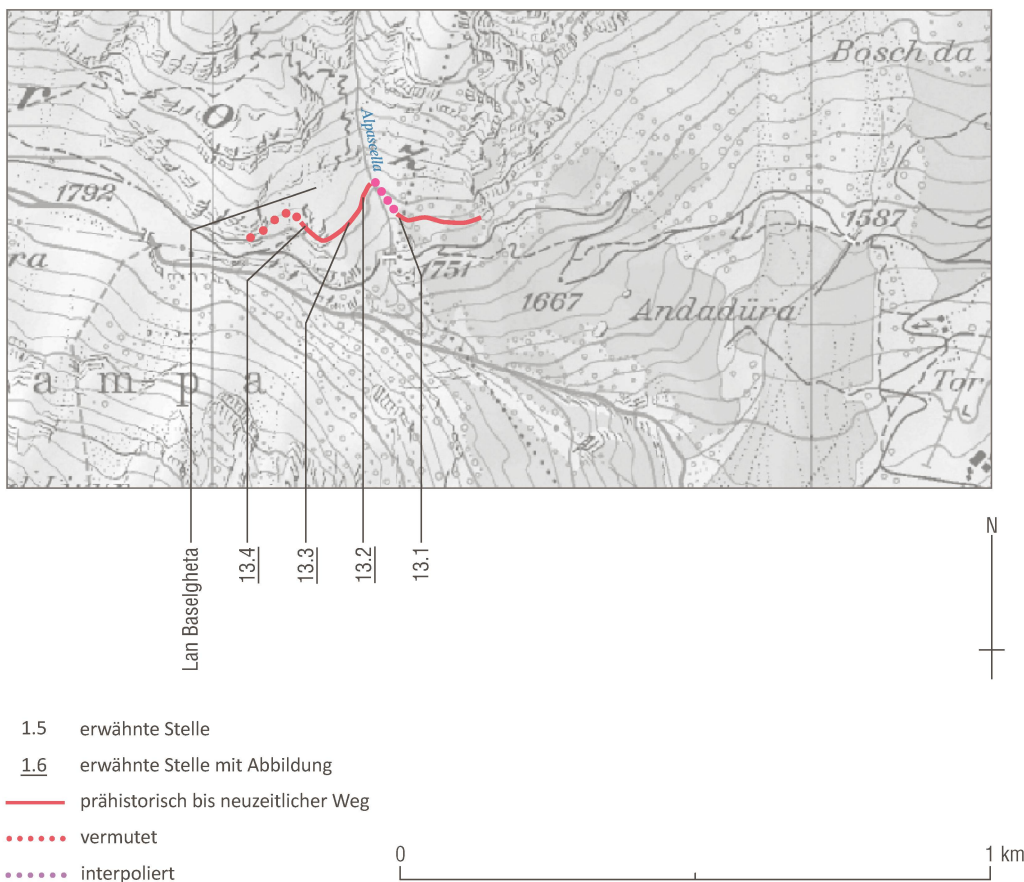 Bosch da
r
o
Alpascella
1792
1587
ra
1751
1667
Andadüra
a m p a
Tor
N
Lan Baselgheta
13.4
13.3
13.2
13.1
1.5 erwähnte Stelle
1.6 erwähnte Stelle mit Abbildung
prähistorisch bis neuzeitlicher Weg
vermutet
interpoliert
0 1 km